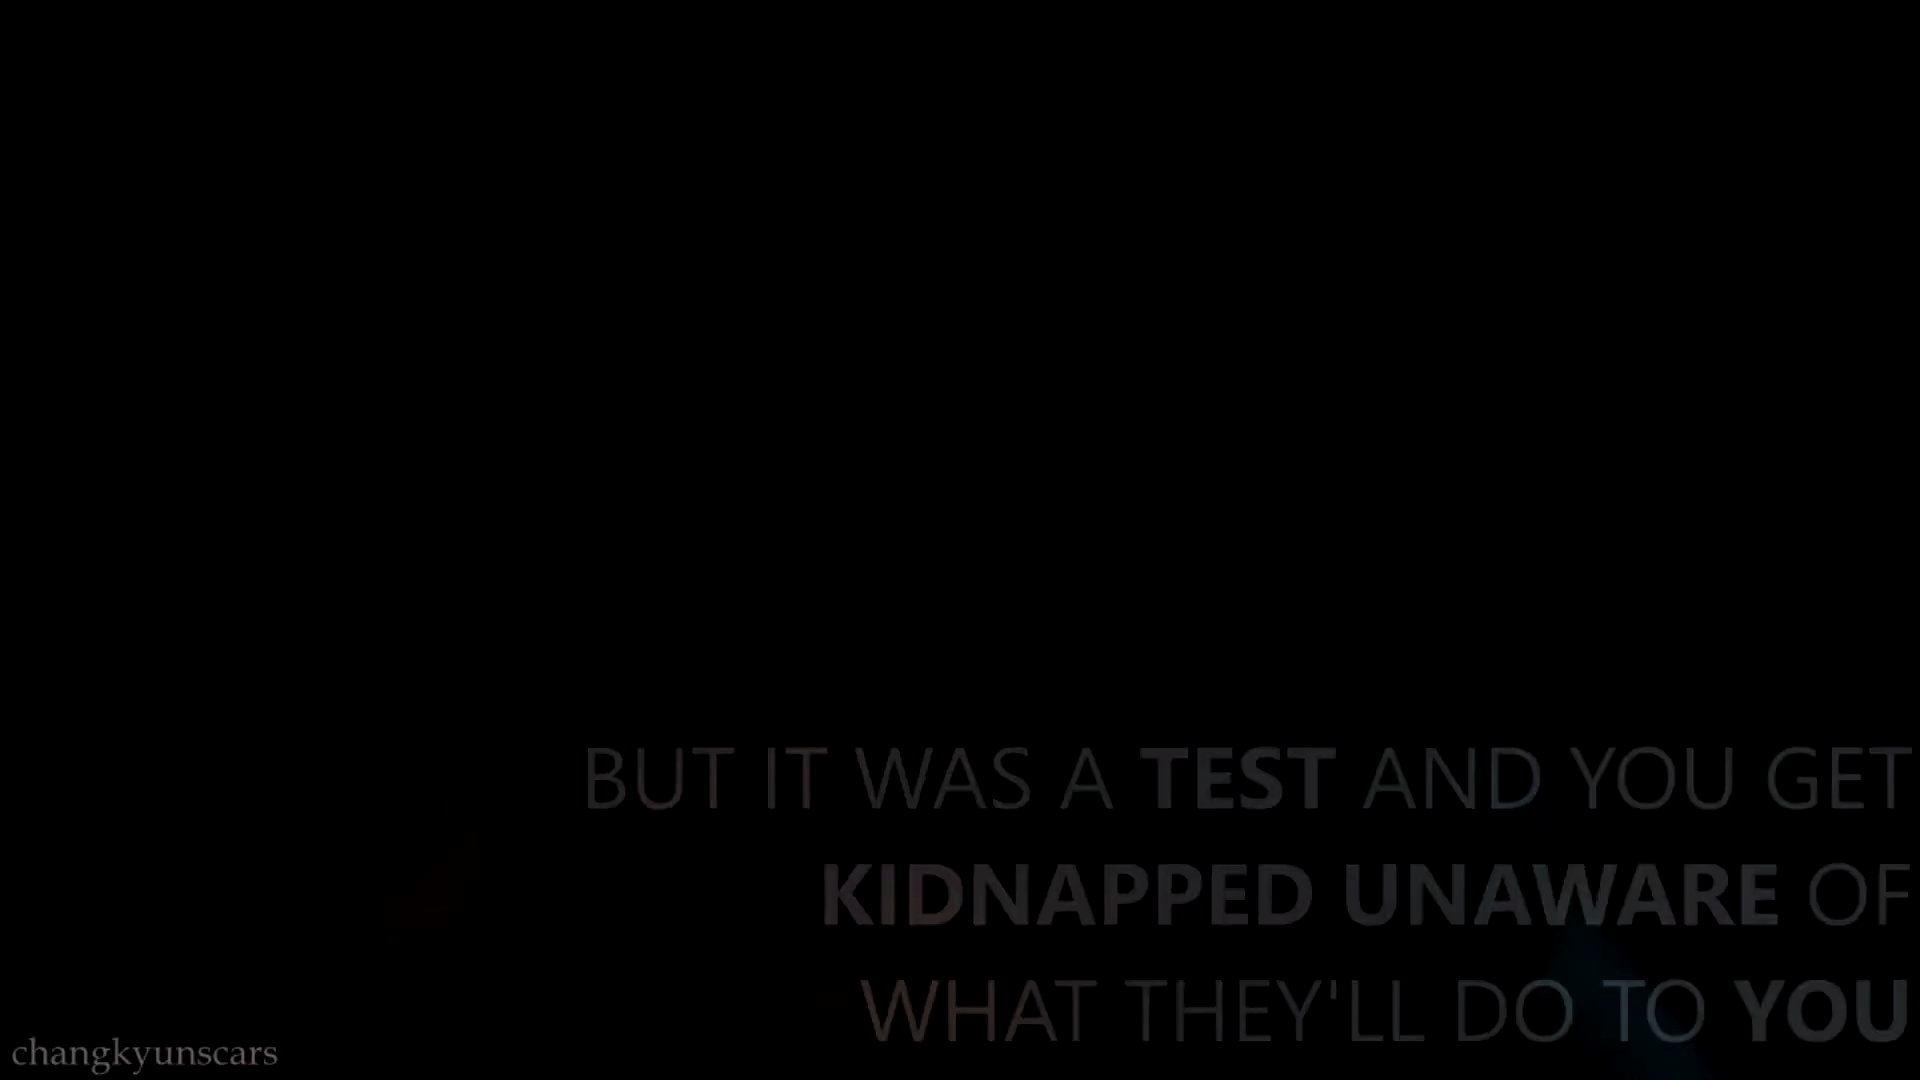 BUT IT WAS A TEST AND YOU GET
KIDNAPPED UNAWARE OF
WHAT THEY'LL DO TO YOU
changkyunscars